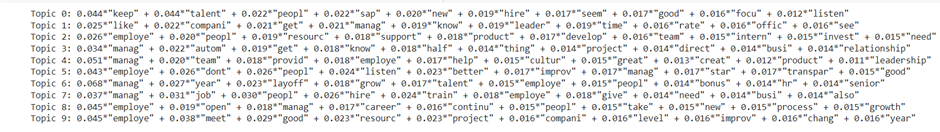 Topic 0: 0.044*"keep" + 0.044*"talent" + 0.022*"peopl" + 0.022*"sap" + 0.020*"new" + 0.019*"hire" + 0.017*"seem" + 0.017*"good" + 0.016*"focu" + 0.012*"listen"
Topic 1: 0.025*"like" + 0.022*"compani" + 0.021*"get" + 0.021*"manag" + 0.019*"know" + 0.019*"leader" + 0.019*"time" + 0.016*"rate" + 0.016*"offic" + 0.016*"see"
Topic 2: 0.026*"employe" + 0.020*"peopl" + 0.019*"resourc" + 0.018*"support" + 0.018*"product" + 0.017*"develop" + 0.016*"team" + 0.015*"intern" + 0.015*"invest" + 0.015*"need"
Topic 3: 0.034*"manag" + 0.022*"autom" + 0.019*"get" + 0.018*"know" + 0.018*"half" + 0.014*"thing" + 0.014*"project" + 0.014*"direct" + 0.014*"busi" + 0.014*"relationship"
Topic 4: 0.051*"manag" + 0.020*"team" + 0.018*"provid" + 0.018*"employe" + 0.017*"help" + 0.015*"cultur" + 0.015*"great" + 0.013*"creat" + 0.012*"product" + 0.011*"leadership"
Topic 5: 0.043*"employe" + 0.026*"dont" + 0.026*"peopl" + 0.024*"listen" + 0.023*"better" + 0.017*"improv" + 0.017*"manag" + 0.017*"star" + 0.017*"transpar" + 0.015*"good"
Topic 6: 0.068*"manag" + 0.027*"year" + 0.023*"layoff" + 0.018*"grow" + 0.017*"talent" + 0.015*"employe" + 0.015*"peopl" + 0.014*"bonus" + 0.014*"hr" + 0.014*"senior"
Topic 7: 0.037*"manag" + 0.031*"job" + 0.030*"peopl" + 0.026*"hire" + 0.024*"train" + 0.018*"employe" + 0.018*"give" + 0.014*"need" + 0.014*"busi" + 0.014*"also"
Topic 8: 0.045*"employe" + 0.019*"open" + 0.018*"manag" + 0.017*"career" + 0.016*"continu" + 0.015*"peopl" + 0.015*"take" + 0.015*"new" + 0.015*"process" + 0.015*"growth"
Topic 9: 0.045*"employe" + 0.038*"meet" + 0.029*"good" + 0.023*"resourc" + 0.023*"project" + 0.016*"compani" + 0.016*"level" + 0.016*"improv" + 0.016*"chang" + 0.016*"year"